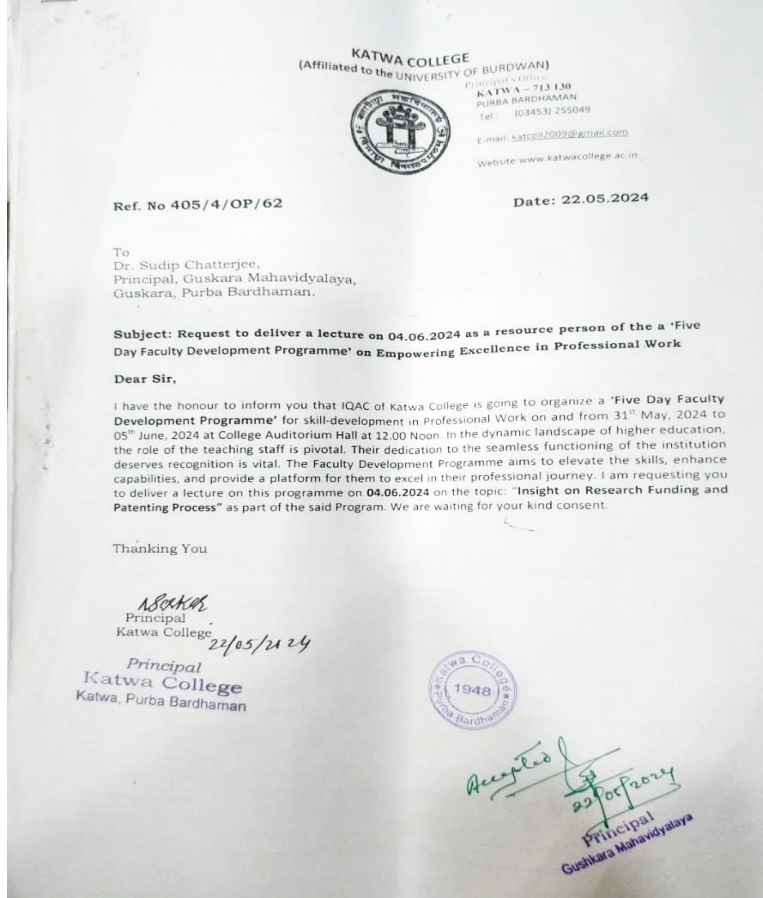 KATWA COLLEGE
(Affiliated to the UNIVERSITY OF BURDWAN)
Principal's Office
KATWA – 713 130
PURBA BARDHAMAN
Tel.: (03453) 255049
E-mail: katcoll2009@gmail.com
Website www.katwacollege.ac.in
Ref. No 405/4/OP/62
Date: 22.05.2024
To
Dr. Sudip Chatterjee,
Principal, Guskara Mahavidyalaya,
Guskara, Purba Bardhaman.
Subject: Request to deliver a lecture on 04.06.2024 as a resource person of the a ‘Five
Day Faculty Development Programme’ on Empowering Excellence in Professional Work
Dear Sir,
I have the honour to inform you that IQAC of Katwa College is going to organize a ‘Five Day Faculty
Development Programme’ for skill-development in Professional Work on and from 31st May, 2024 to
05th June, 2024 at College Auditorium Hall at 12.00 Noon. In the dynamic landscape of higher education,
the role of the teaching staff is pivotal. Their dedication to the seamless functioning of the institution
deserves recognition is vital. The Faculty Development Programme aims to elevate the skills, enhance
capabilities, and provide a platform for them to excel in their professional journey. I am requesting you
to deliver a lecture on this programme on 04.06.2024 on the topic: “Insight on Research Funding and
Patenting Process” as part of the said Program. We are waiting for your kind consent.
Thanking You
Principal
Katwa College
22/05/2024
Principal
Katwa College
Katwa, Purba Bardhaman
Katwa College
1948
Purba Bardhaman
Accepted
22/05/2024
Principal
Gushkara Mahavidyalaya